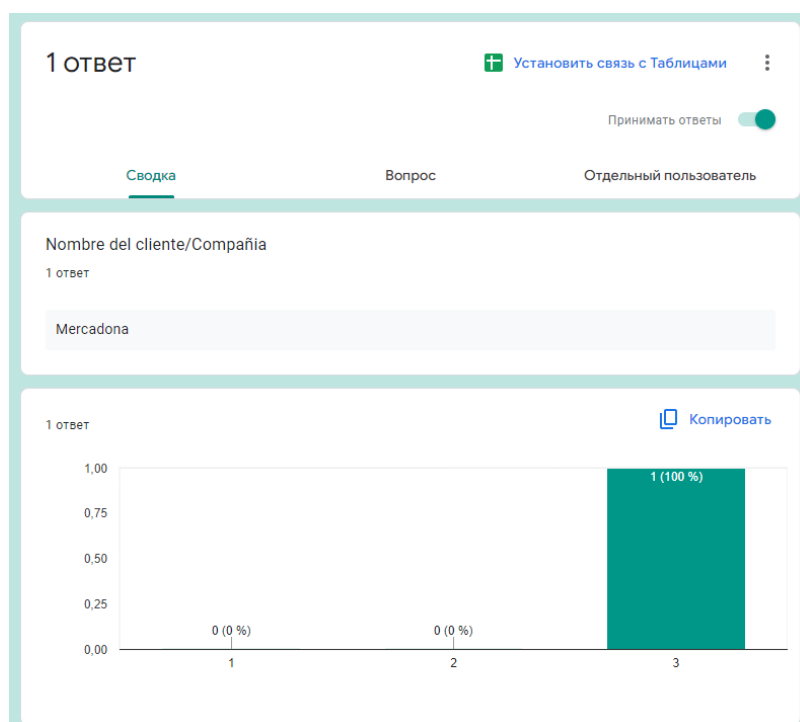 1 ответ
Установить связь с Таблицами
Принимать ответы
Сводка
Вопрос
Отдельный пользователь
Nombre del cliente/Compañia
1 ответ
Mercadona
1 ответ
Копировать
1,00
0,75
0,50
0,25
0,00
0 (0 %)
0 (0 %)
1 (100 %)
1
2
3